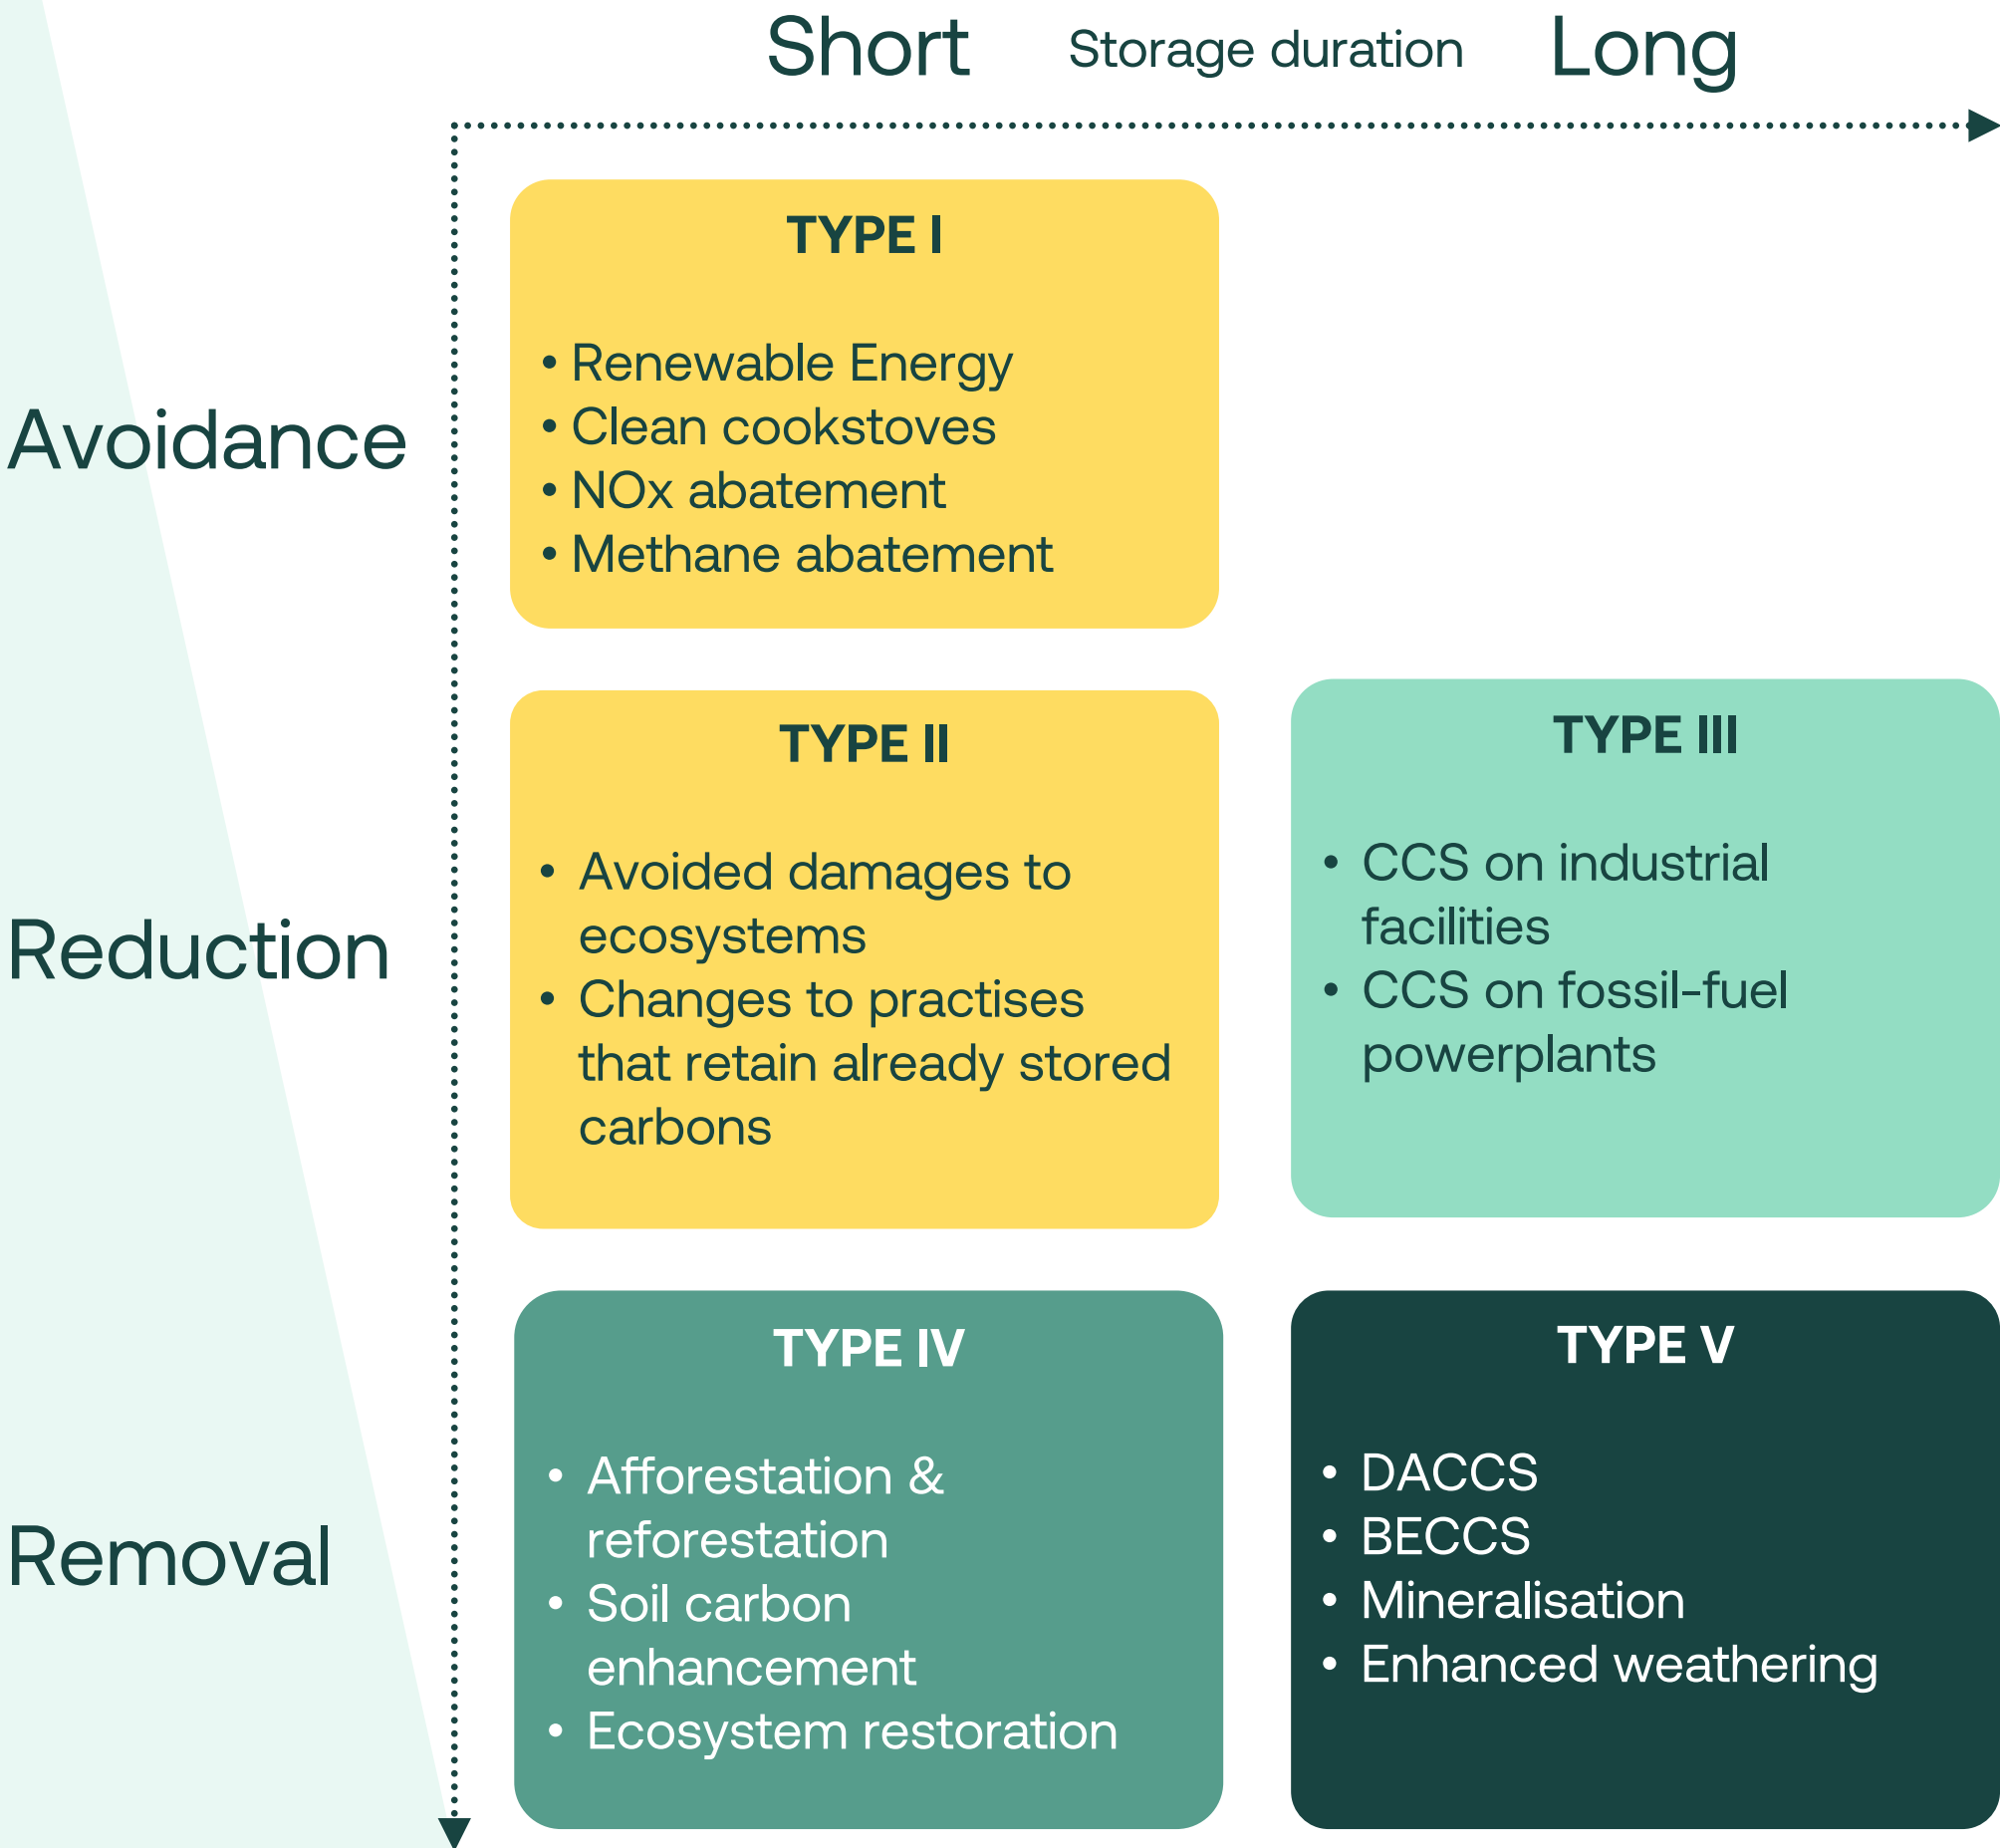 Short Storage duration Long
Avoidance
TYPE I
• Renewable Energy
• Clean cookstoves
• NOx abatement
• Methane abatement
Reduction
TYPE II
• Avoided damages to
ecosystems
• Changes to practises
that retain already stored
carbons
TYPE III
• CCS on industrial
facilities
• CCS on fossil-fuel
powerplants
Removal
TYPE IV
• Afforestation &
reforestation
• Soil carbon
enhancement
• Ecosystem restoration
TYPE V
• DACCS
• BECCS
• Mineralisation
• Enhanced weathering